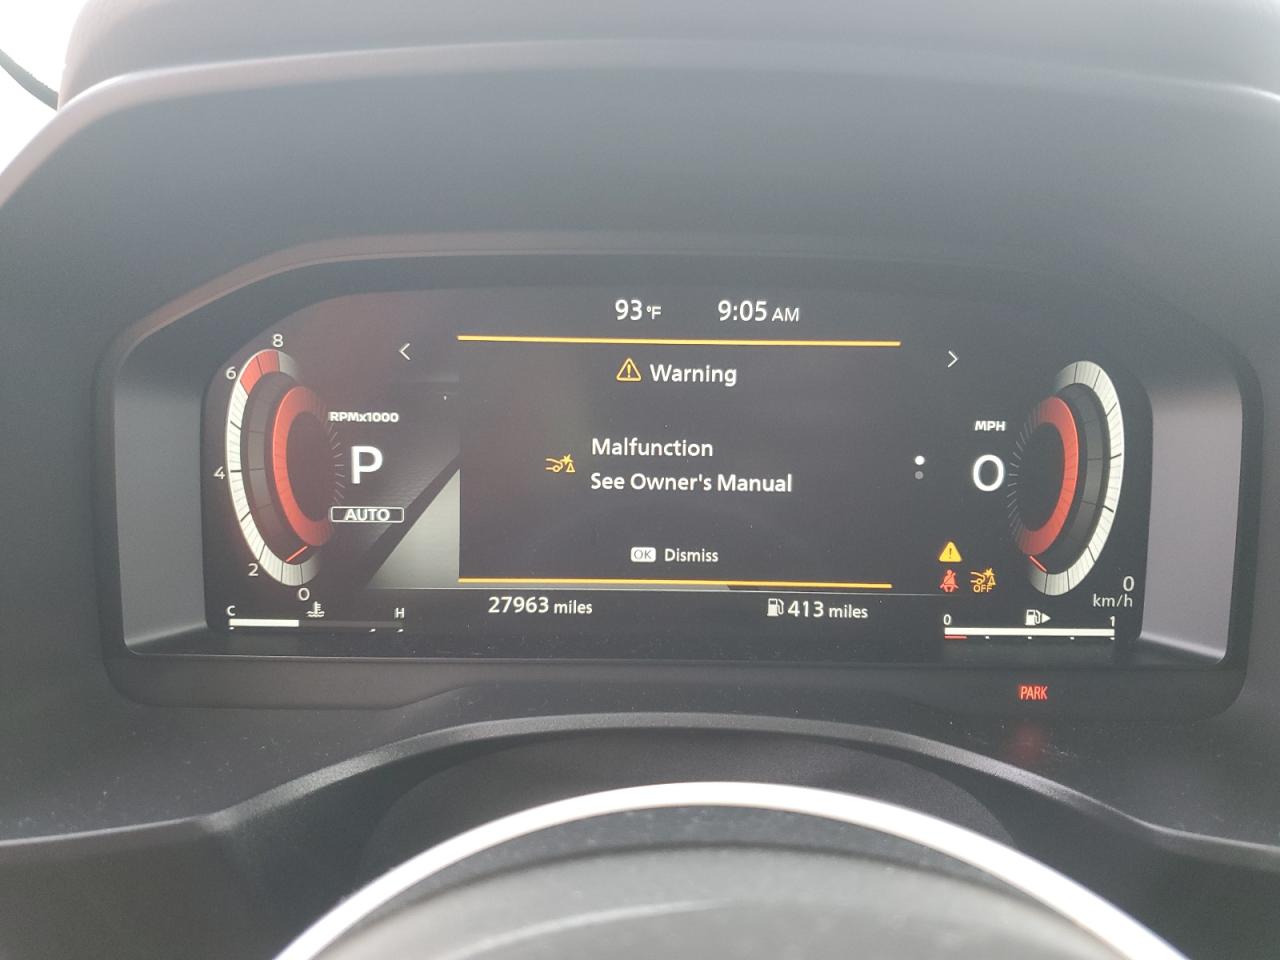 93 °F 9:05 AM
8
6
4
2
0
RPMx1000
P
AUTO
Warning
Malfunction
See Owner's Manual
OK Dismiss
MPH
0
OFF
0
km/h
C H
27963 miles
413 miles
0 1
PARK